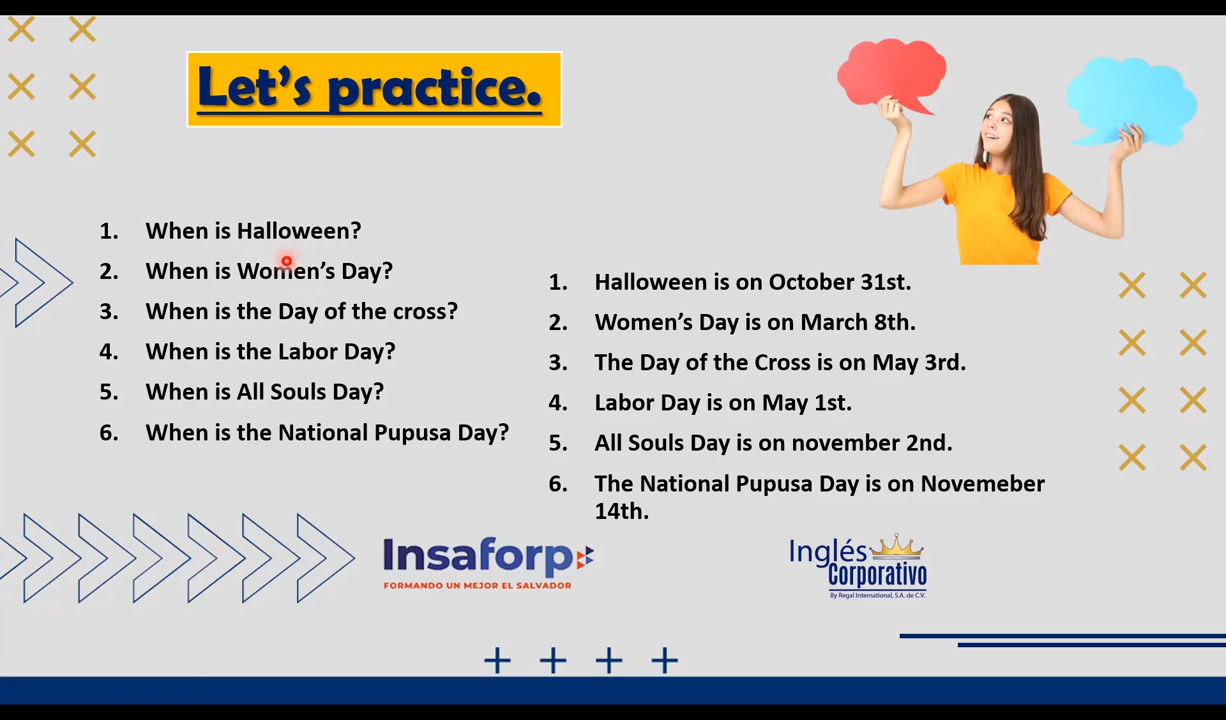 Let's practice.
1. When is Halloween?
2. When is Women's Day?
3. When is the Day of the cross?
4. When is the Labor Day?
5. When is All Souls Day?
6. When is the National Pupusa Day?
1. Halloween is on October 31st.
2. Women's Day is on March 8th.
3. The Day of the Cross is on May 3rd.
4. Labor Day is on May 1st.
5. All Souls Day is on november 2nd.
6. The National Pupusa Day is on Novemeber
14th.
Insaforp
FORMANDO UN MEJOR EL SALVADOR
Inglés
Corporativo
By Regal International, S.A. de C.V.